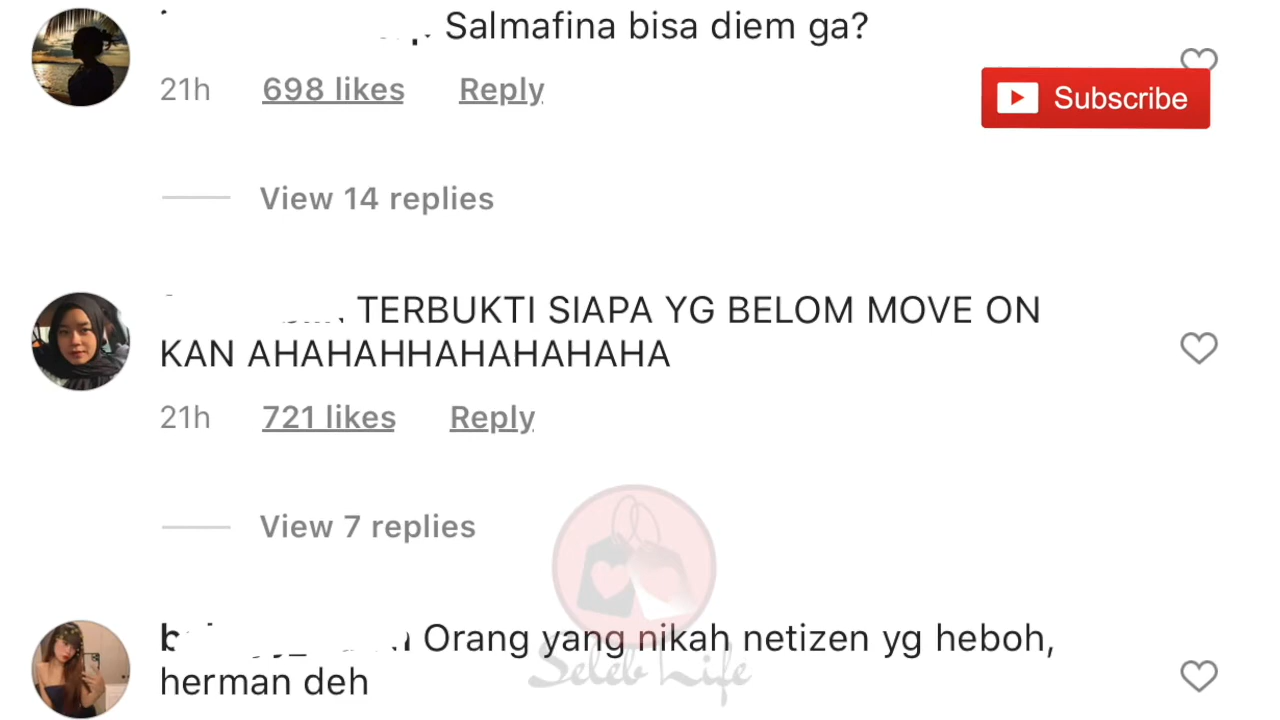 Salmafina bisa diem ga?
21h 698 likes Reply
Subscribe
View 14 replies
TERBUKTI SIAPA YG BELOM MOVE ON
KAN AHAHAHHAHAHAHAHA
21h 721 likes Reply
View 7 replies
Orang yang nikah netizen yg heboh,
herman deh
Seleb Life